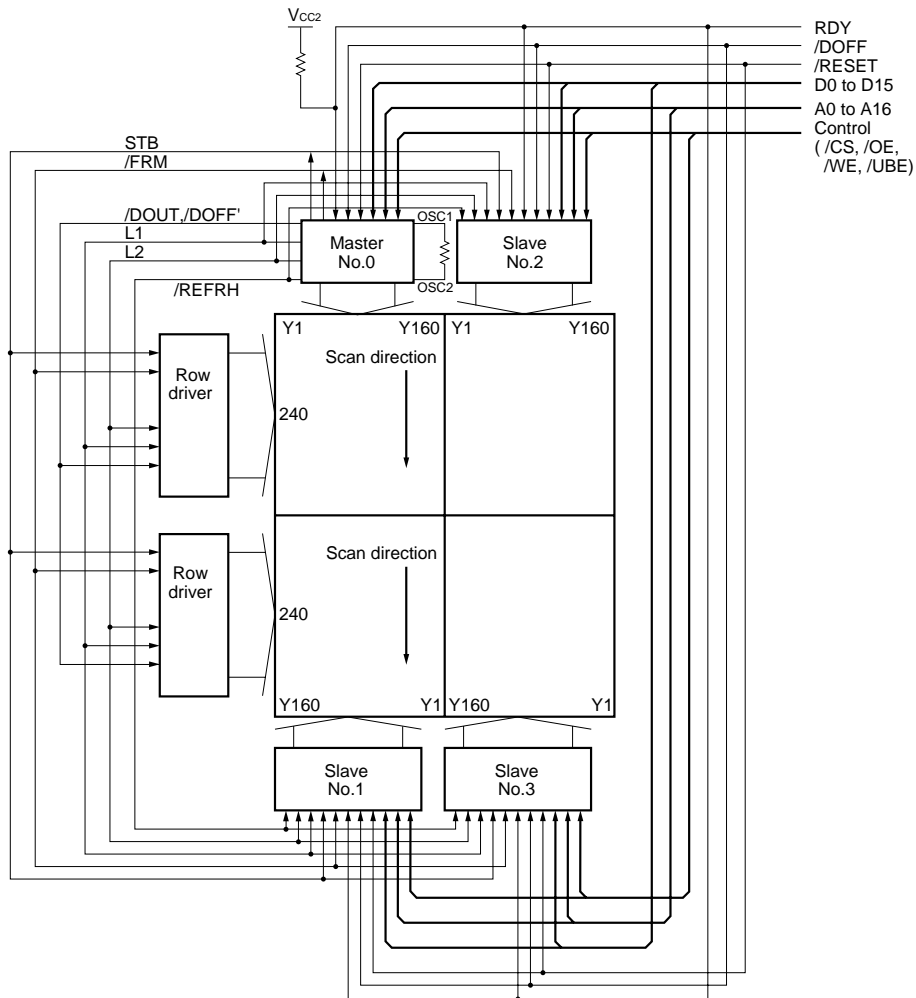 VCC2
RDY
/DOFF
/RESET
D0 to D15
A0 to A16
Control
( /CS, /OE,
/WE, /UBE)
STB
/FRM
/DOUT,/DOFF'
L1
L2
/REFRH
OSC1
OSC2
Master
No.0
Slave
No.2
Y1
Y160
Y1
Y160
Row
driver
240
Scan direction
Row
driver
240
Scan direction
Y160
Y1
Y160
Y1
Slave
No.1
Slave
No.3